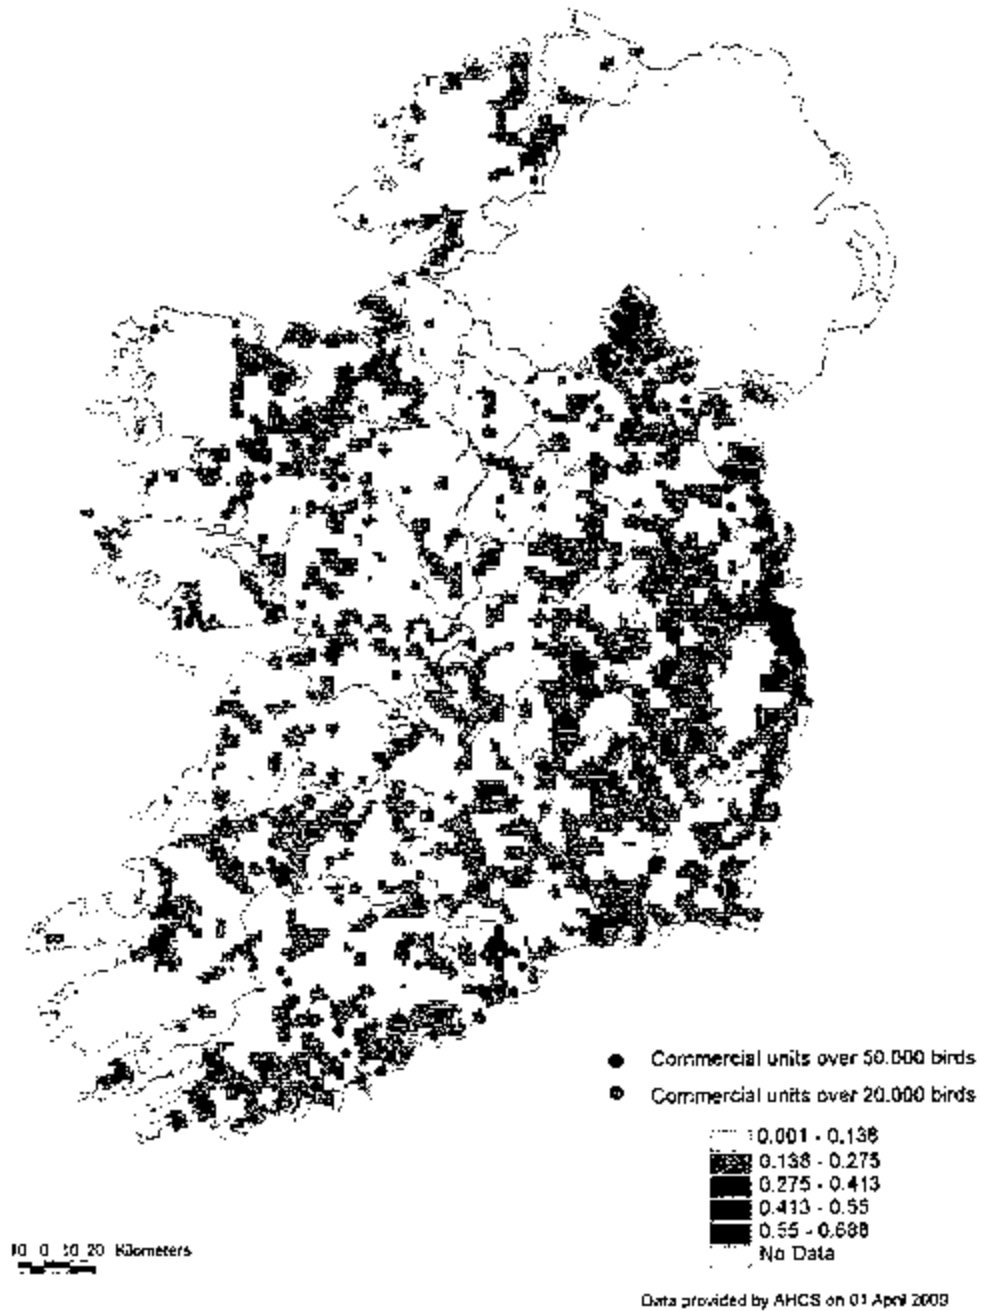 Commercial units over 50.000 birds
Commercial units over 20.000 birds
0.001 - 0.138
0.138 - 0.275
0.275 - 0.413
0.413 - 0.55
0.55 - 0.688
No Data
10 0 10 20 Kilometers
Data provided by AHCS on 01 April 2003